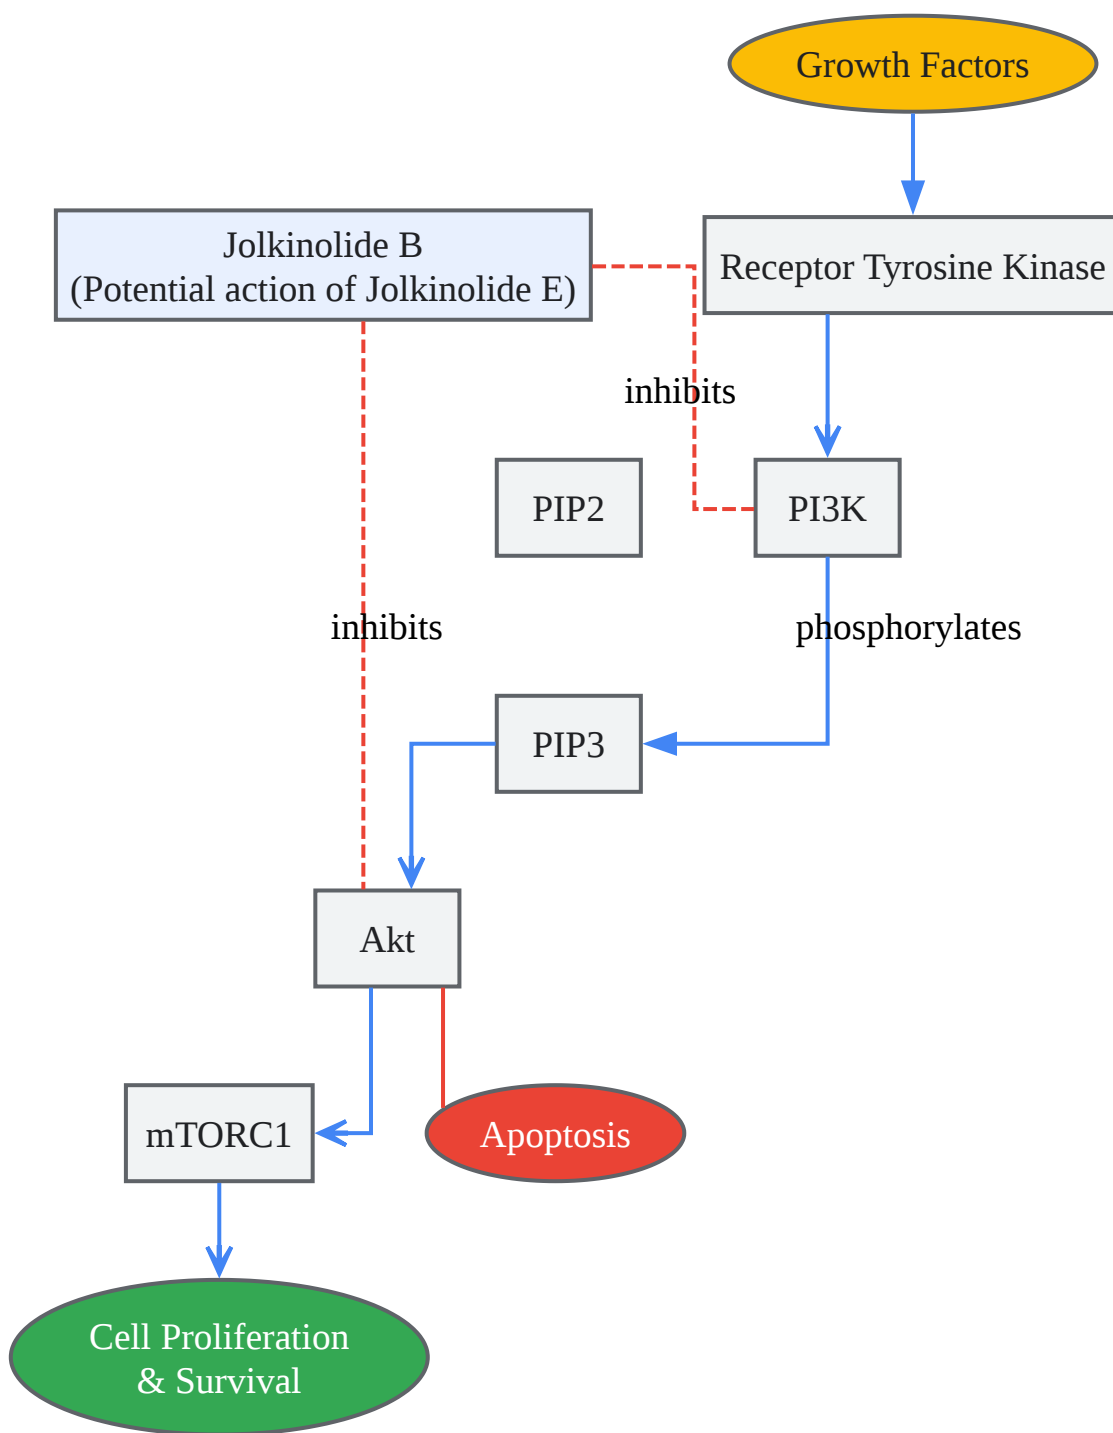 Growth Factors
Jolkinolide B
(Potential action of Jolkinolide E)
Receptor Tyrosine Kinase
inhibits
PIP2
PI3K
inhibits
phosphorylates
PIP3
Akt
mTORC1
Apoptosis
Cell Proliferation
& Survival